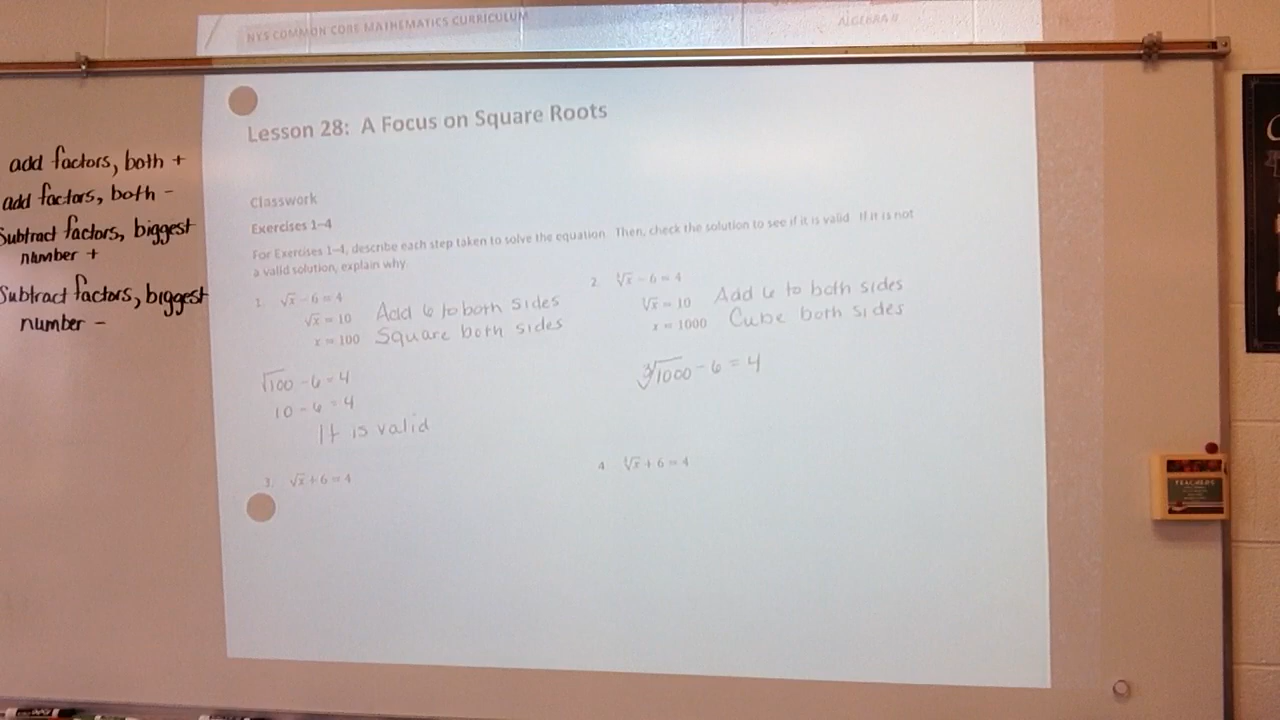 NYS COMMON CORE MATHEMATICS CURRICULUM
ALGEBRA II
Lesson 28: A Focus on Square Roots
add factors, both +
add factors, both -
Subtract factors, biggest
number +
Subtract factors, biggest
number -
Classwork
Exercises 1–4
For Exercises 1–4, describe each step taken to solve the equation. Then, check the solution to see if it is valid. If it is not
a valid solution, explain why.
1. √x − 6 = 4
√x = 10 Add 6 to both sides
x = 100 Square both sides
√100 - 6 = 4
10 - 6 = 4
It is valid
2. ∛x − 6 = 4
∛x = 10 Add 6 to both sides
x = 1000 Cube both sides
∛1000 - 6 = 4
3. √x + 6 = 4
4. ∛x + 6 = 4
TEACHERS